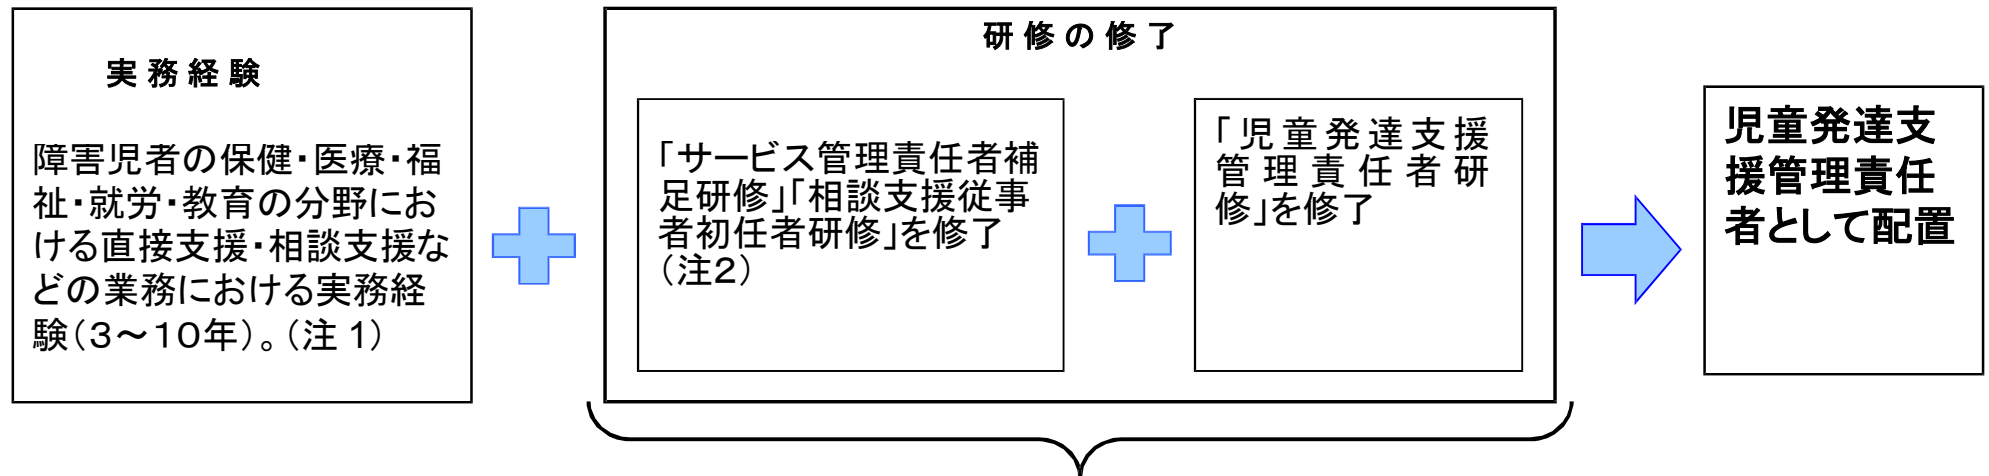 実務経験
障害児者の保健・医療・福
祉・就労・教育の分野にお
ける直接支援・相談支援な
どの業務における実務経
験（３～１０年）。（注 1）
研修の修了
「サービス管理責任者補
足研修」「相談支援従事
者初任者研修」を修了
（注２）
「児童発達支援
管理責任者研
修」を修了
児童発達支
援管理責任
者として配置